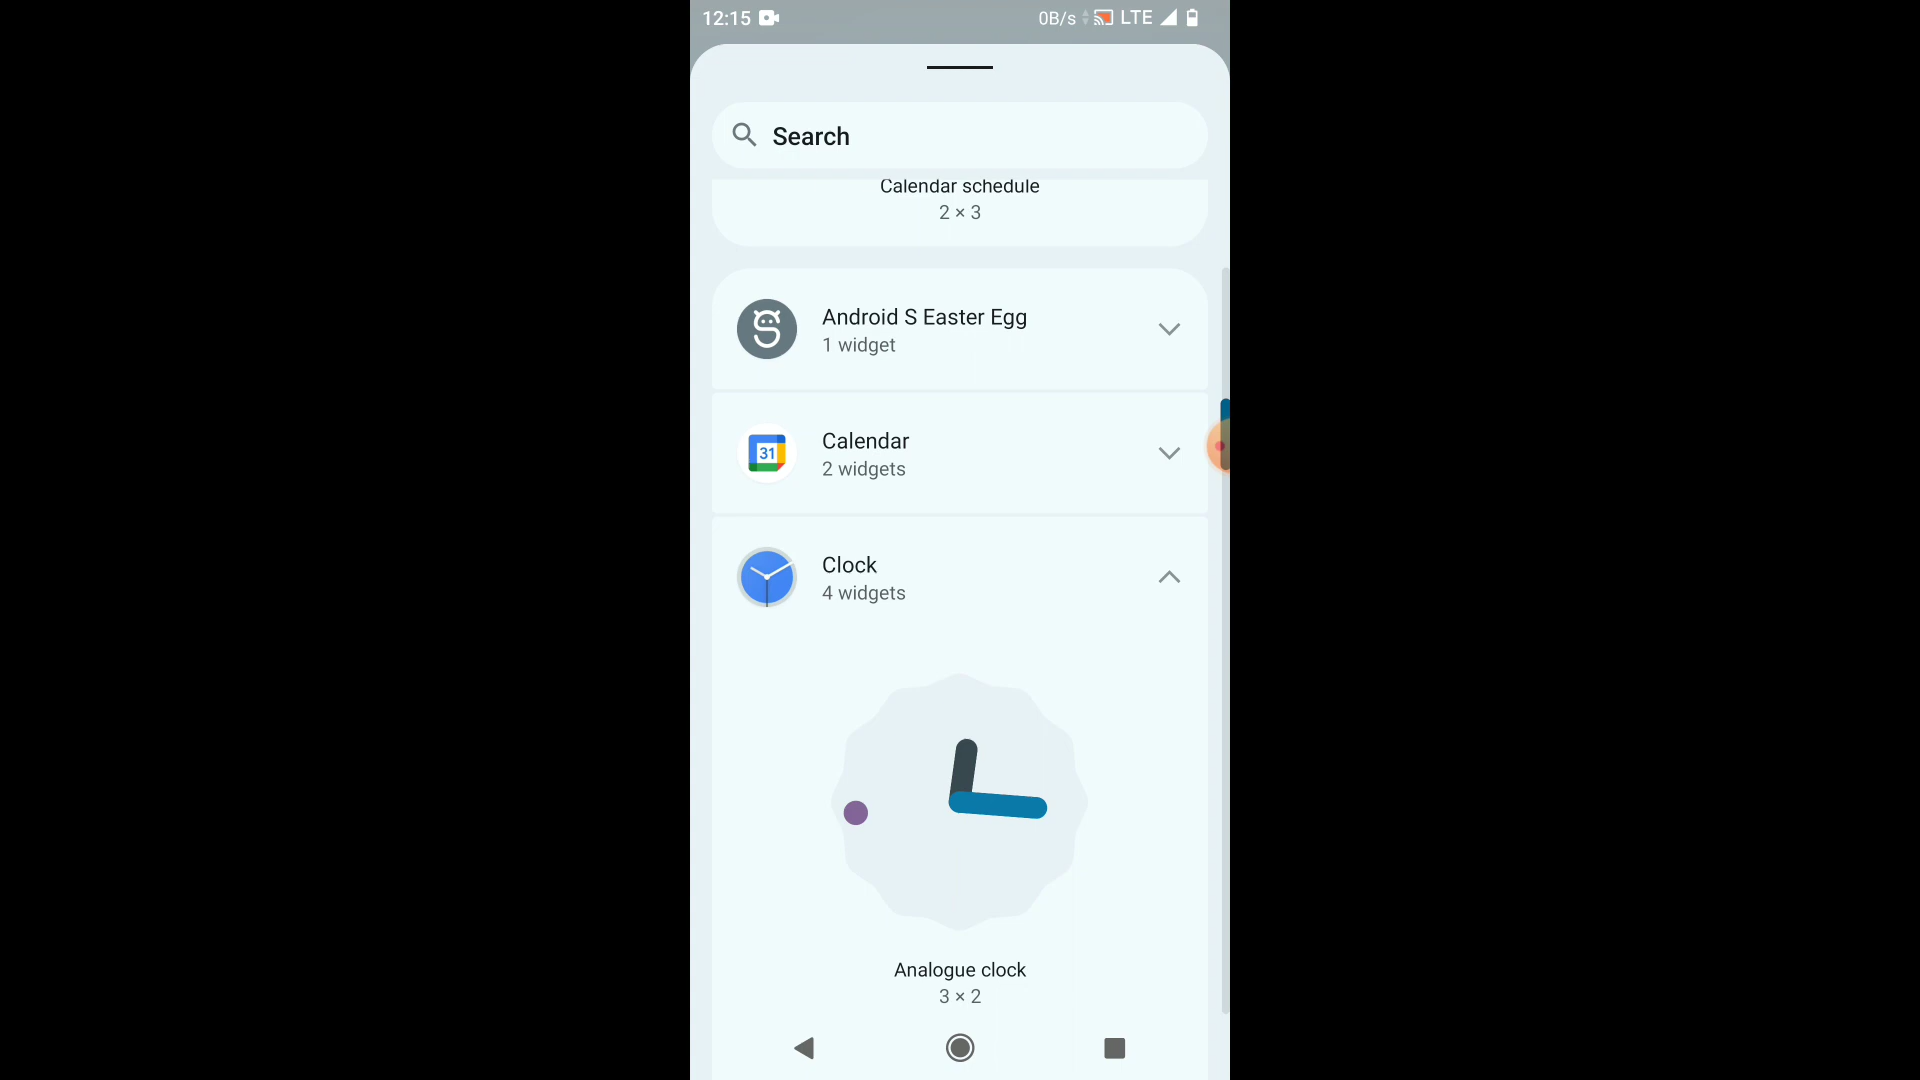 12:15
0B/s LTE
Search
Calendar schedule
2 × 3
Android S Easter Egg
1 widget
31
Calendar
2 widgets
Clock
4 widgets
Analogue clock
3 × 2